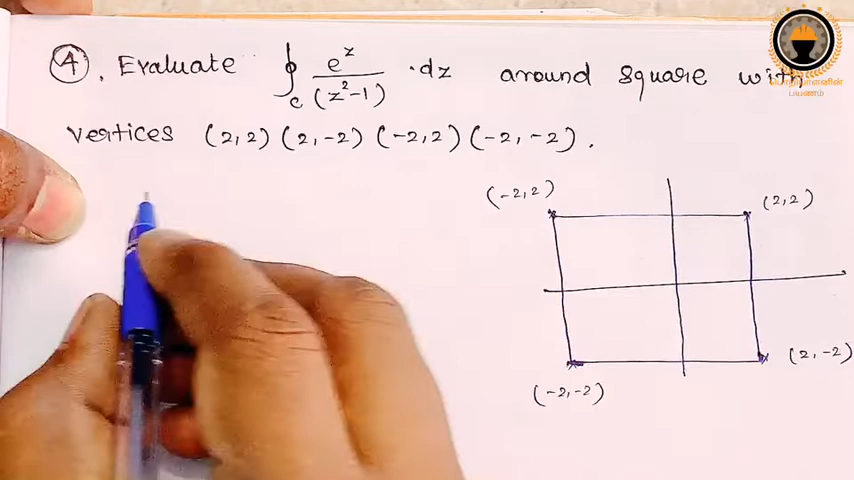 4. Evaluate ∮c e^z/(z²-1) · dz around square with
vertices (2,2) (2,-2) (-2,2) (-2,-2).
(-2,2)
(2,2)
(2,-2)
(-2,-2)
பயணம்